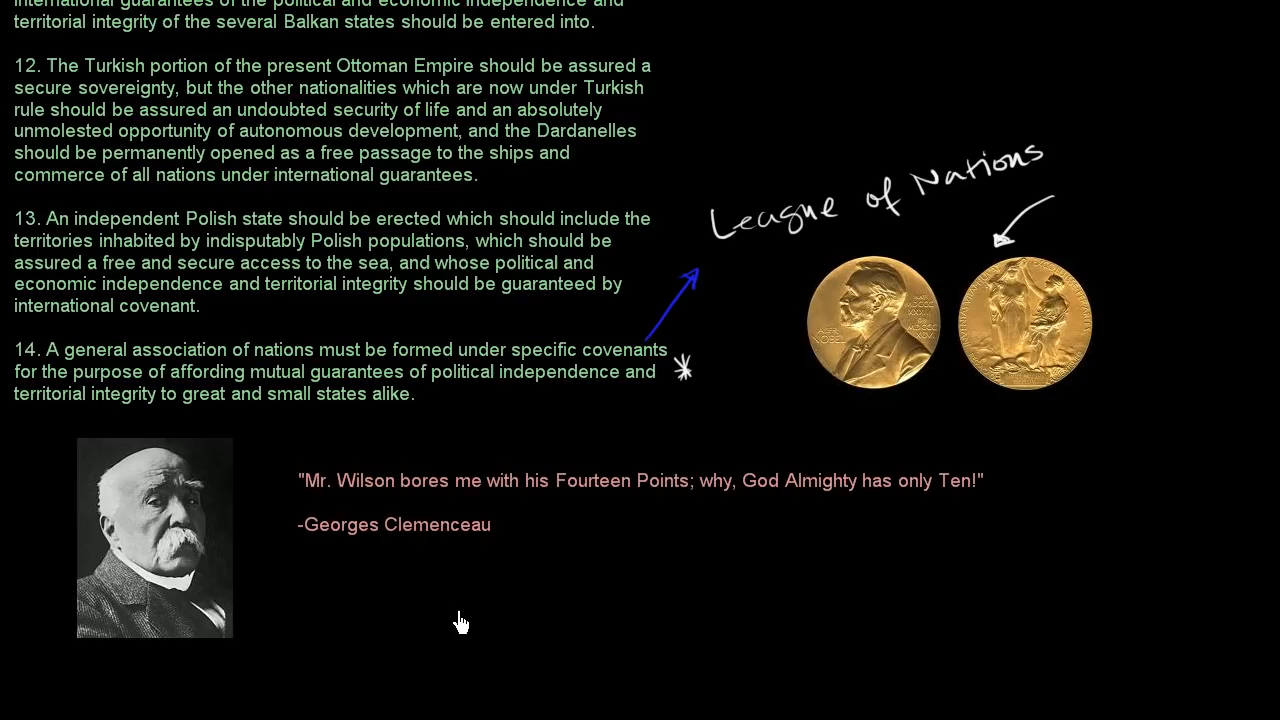 international guarantees of the political and economic independence and
territorial integrity of the several Balkan states should be entered into.
12. The Turkish portion of the present Ottoman Empire should be assured a
secure sovereignty, but the other nationalities which are now under Turkish
rule should be assured an undoubted security of life and an absolutely
unmolested opportunity of autonomous development, and the Dardanelles
should be permanently opened as a free passage to the ships and
commerce of all nations under international guarantees.
13. An independent Polish state should be erected which should include the
territories inhabited by indisputably Polish populations, which should be
assured a free and secure access to the sea, and whose political and
economic independence and territorial integrity should be guaranteed by
international covenant.
14. A general association of nations must be formed under specific covenants
for the purpose of affording mutual guarantees of political independence and
territorial integrity to great and small states alike.
League of Nations
"Mr. Wilson bores me with his Fourteen Points; why, God Almighty has only Ten!"
-Georges Clemenceau